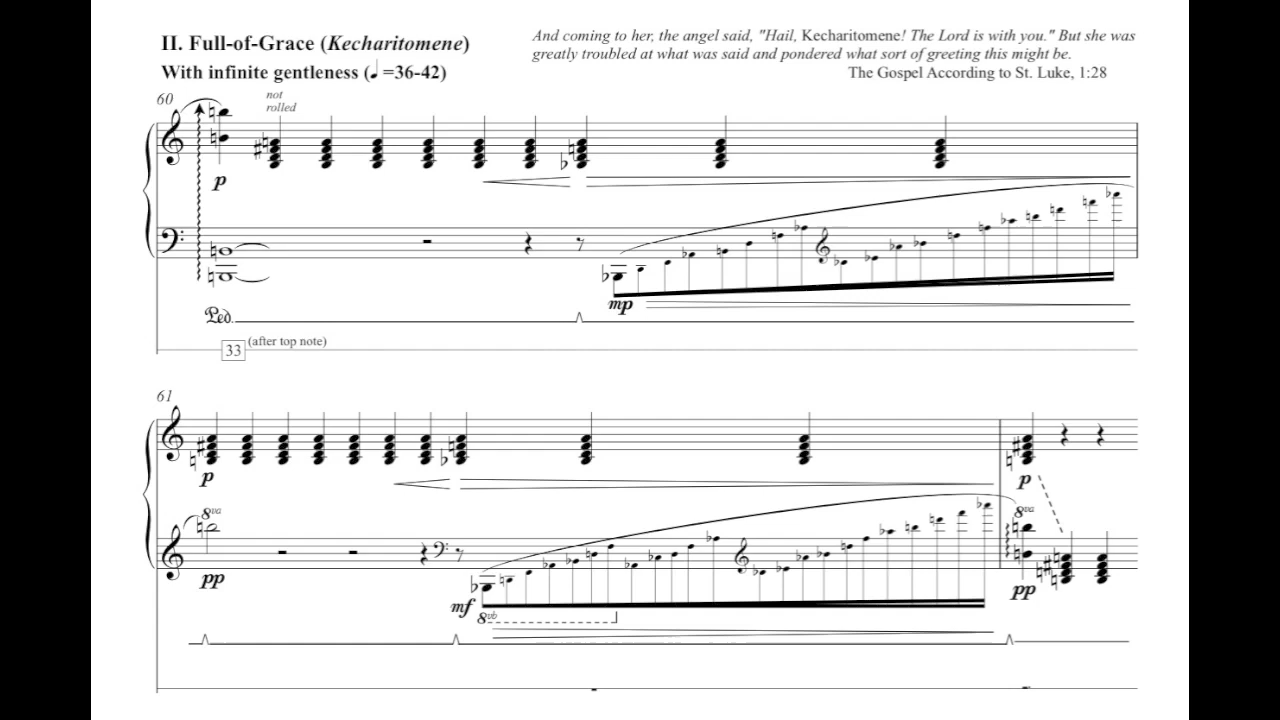 II. Full-of-Grace (Kecharitomene)
And coming to her, the angel said, "Hail, Kecharitomene! The Lord is with you." But she was
greatly troubled at what was said and pondered what sort of greeting this might be.
With infinite gentleness (♩=36-42)
The Gospel According to St. Luke, 1:28
60
not
rolled
p
mp
Ped.
33 (after top note)
61
p
p
8va
8va
pp
pp
mf
8vb